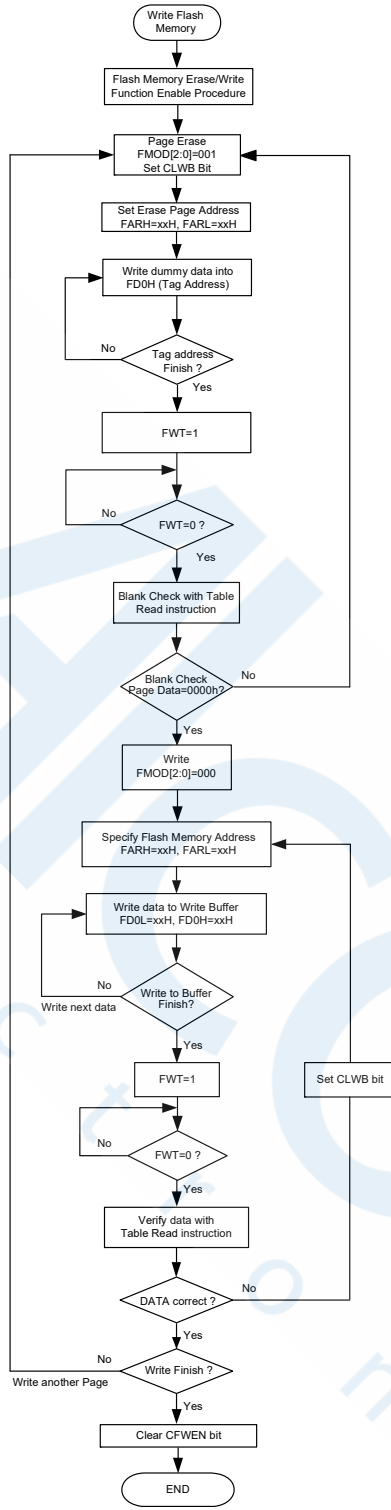 Write Flash
Memory
Flash Memory Erase/Write
Function Enable Procedure
Page Erase
FMOD[2:0]=001
Set CLWB Bit
Set Erase Page Address
FARH=xxH, FARL=xxH
Write dummy data into
FD0H (Tag Address)
No
Tag address
Finish ?
Yes
FWT=1
No
FWT=0 ?
Yes
Blank Check with Table
Read instruction
Blank Check
Page Data=0000h?
No
Yes
Write
FMOD[2:0]=000
Specify Flash Memory Address
FARH=xxH, FARL=xxH
Write data to Write Buffer
FD0L=xxH, FD0H=xxH
No
Write next data
Write to Buffer
Finish?
Yes
FWT=1
Set CLWB bit
No
FWT=0 ?
Yes
Verify data with
Table Read instruction
DATA correct ?
No
Yes
No
Write another Page
Write Finish ?
Yes
Clear CFWEN bit
END